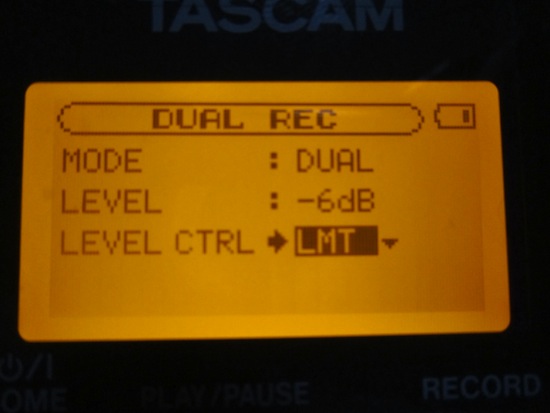 TASCAM
DUAL REC
MODE : DUAL
LEVEL : -6dB
LEVEL CTRL → LMT
⏻/I
HOME
PLAY/PAUSE
RECORD